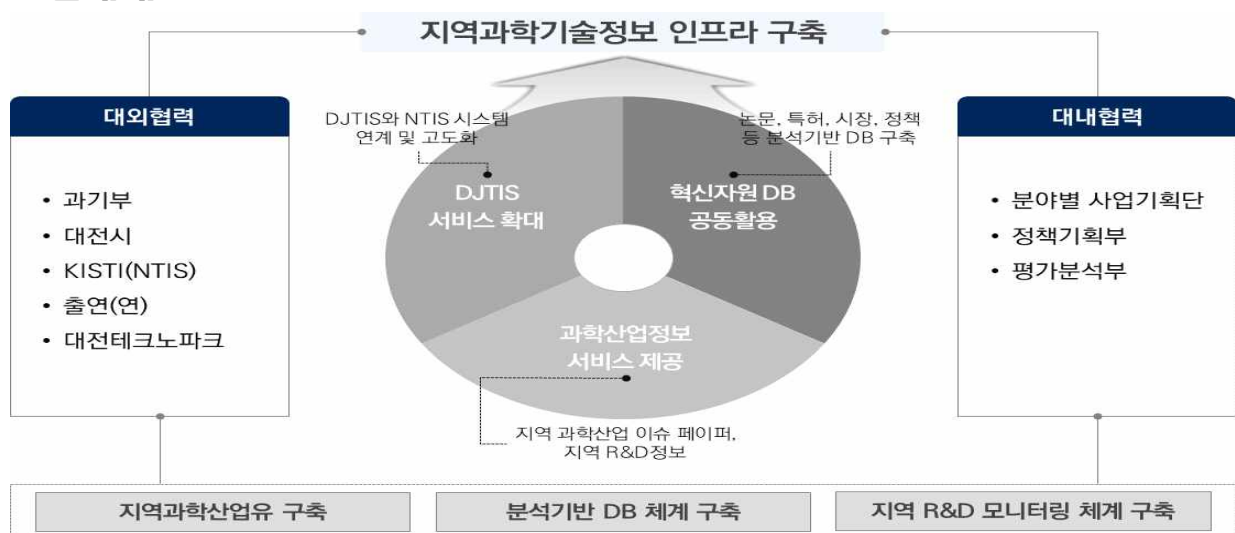 지역과학기술정보 인프라 구축
대외협력
• 과기부
• 대전시
• KISTI(NTIS)
• 출연(연)
• 대전테크노파크
DJTIS와 NTIS 시스템
연계 및 고도화
DJTIS
서비스 확대
논문, 특허, 시장, 정책
등 분석기반 DB 구축
혁신자원 DB
공동활용
과학산업정보
서비스 제공
지역 과학산업 이슈 페이퍼,
지역 R&D정보
대내협력
• 분야별 사업기획단
• 정책기획부
• 평가분석부
지역과학산업유 구축
분석기반 DB 체계 구축
지역 R&D 모니터링 체계 구축